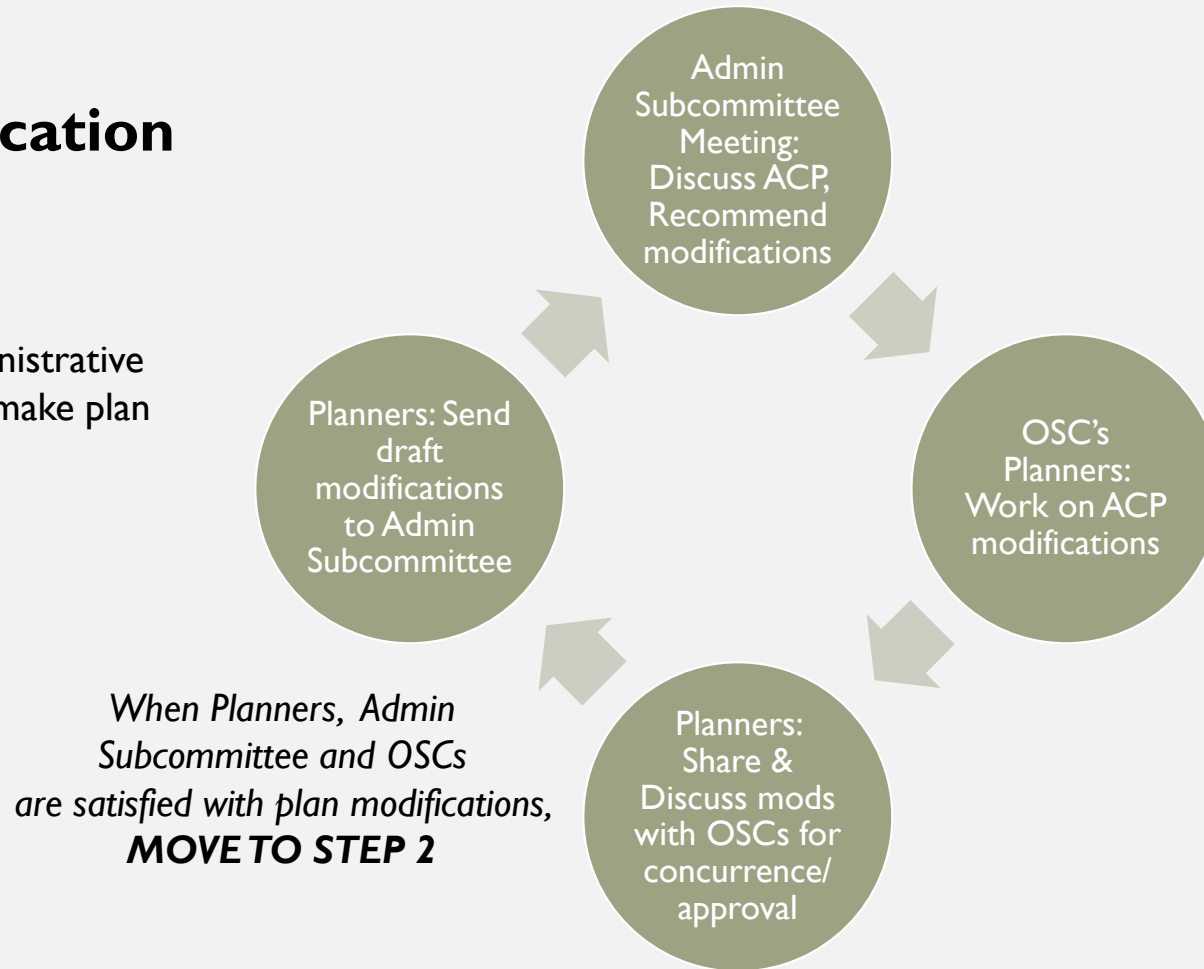 cation
nistrative
make plan
Admin
Subcommittee
Meeting:
Discuss ACP,
Recommend
modifications
OSC's
Planners:
Work on ACP
modifications
Planners:
Share &
Discuss mods
with OSCs for
concurrence/
approval
Planners: Send
draft
modifications
to Admin
Subcommittee
When Planners, Admin
Subcommittee and OSCs
are satisfied with plan modifications,
MOVE TO STEP 2